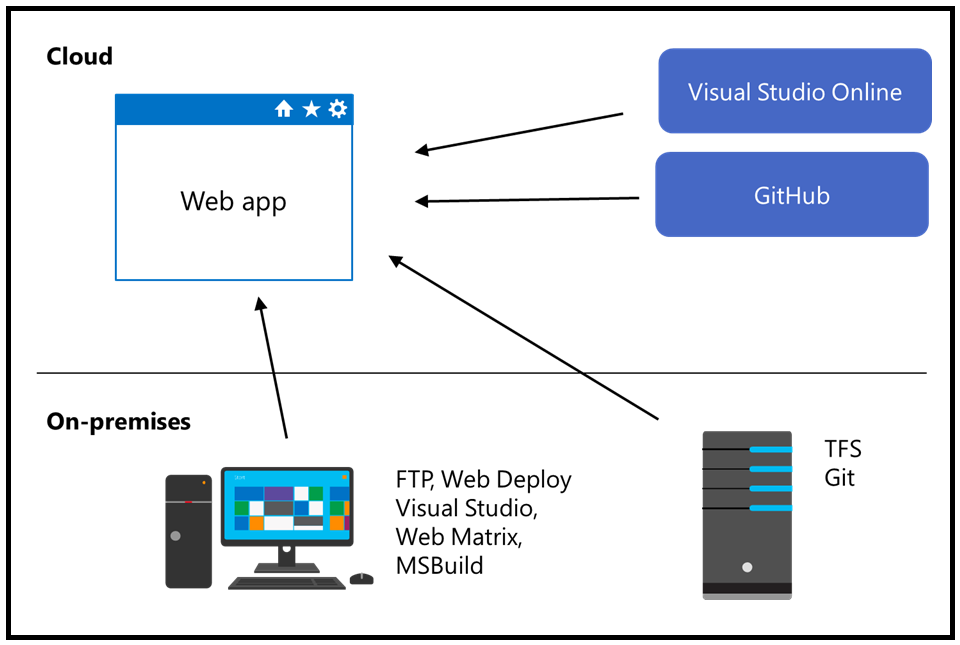 Cloud
Visual Studio Online
Web app
GitHub
On-premises
FTP, Web Deploy
Visual Studio,
Web Matrix,
MSBuild
TFS
Git